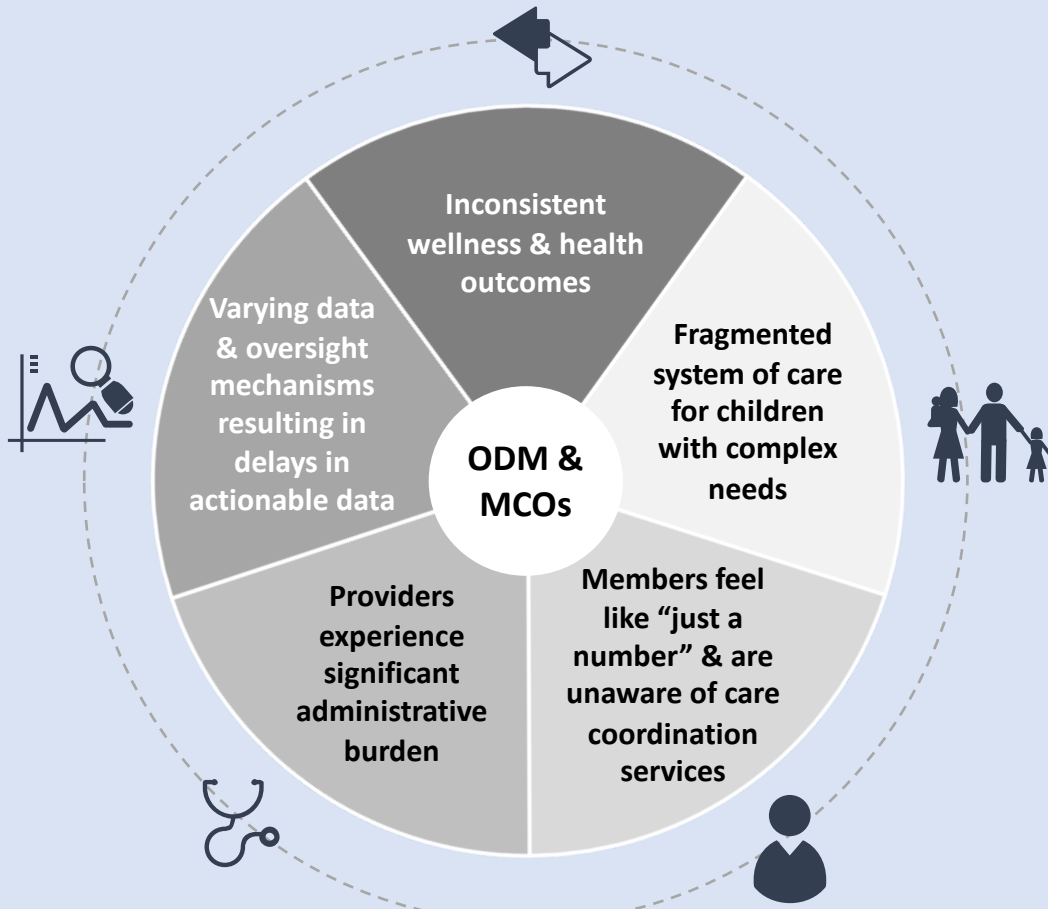 Inconsistent
wellness & health
outcomes
Fragmented
system of care
for children
with complex
needs
Members feel
like “just a
number” & are
unaware of care
coordination
services
Providers
experience
significant
administrative
burden
Varying data
& oversight
mechanisms
resulting in
delays in
actionable data
ODM &
MCOs